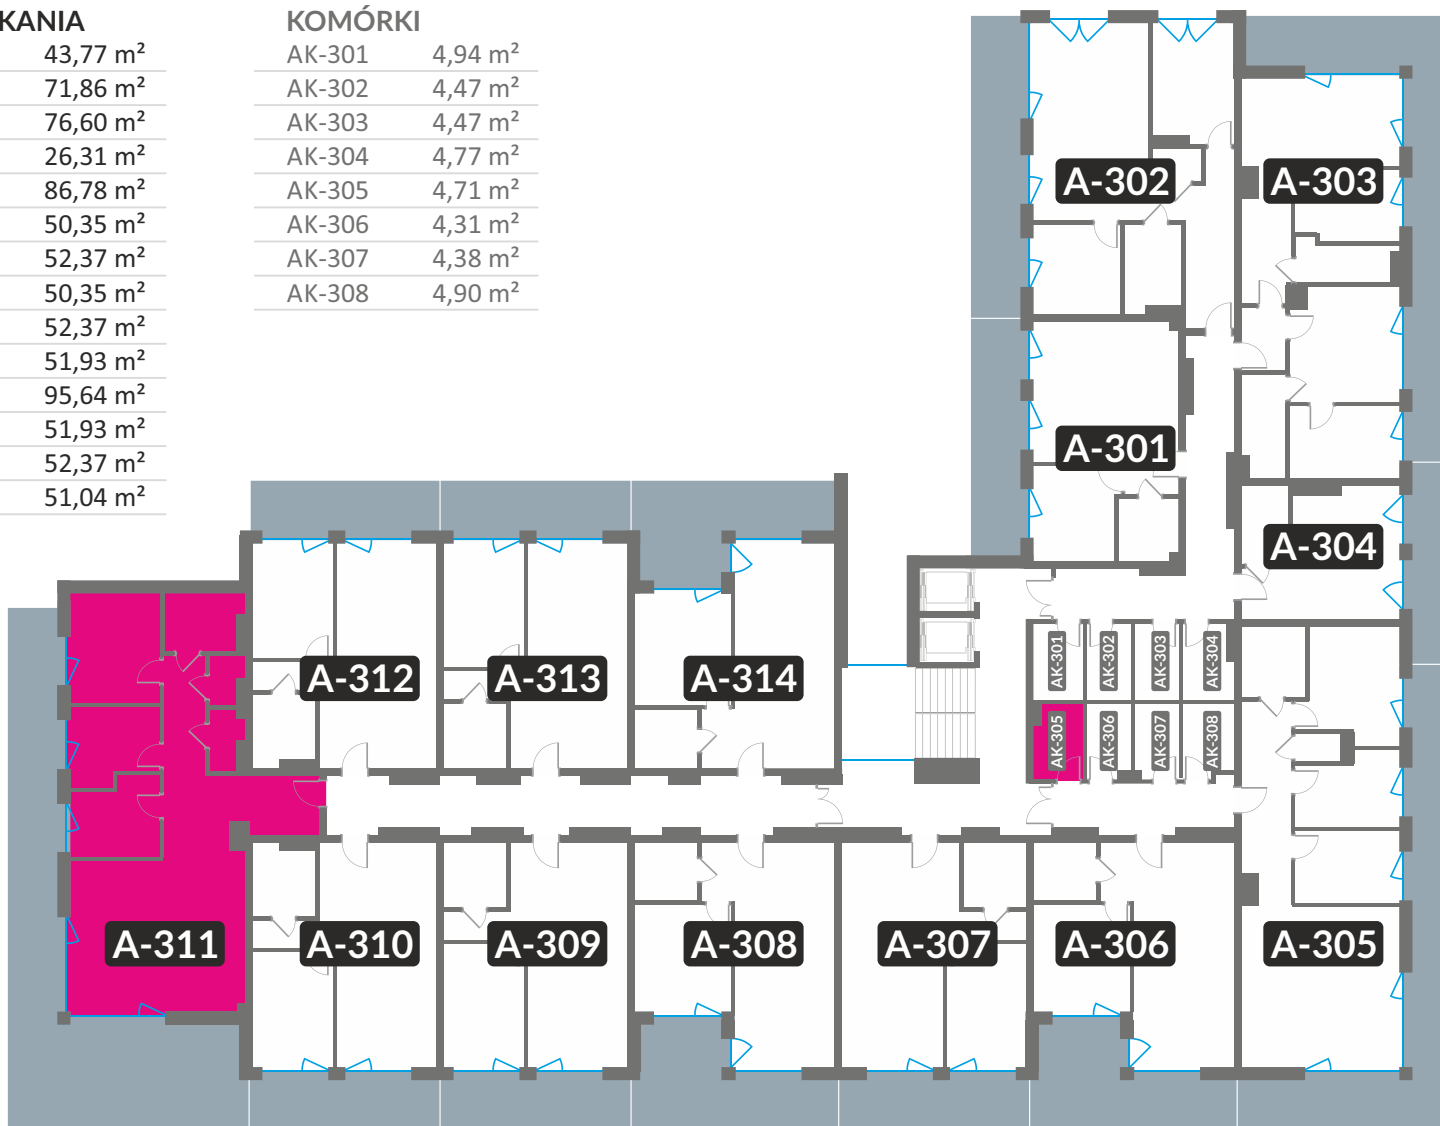 KANIA
43,77 m²
71,86 m²
76,60 m²
26,31 m²
86,78 m²
50,35 m²
52,37 m²
50,35 m²
52,37 m²
51,93 m²
95,64 m²
51,93 m²
52,37 m²
51,04 m²
KOMÓRKI
AK-301 4,94 m²
AK-302 4,47 m²
AK-303 4,47 m²
AK-304 4,77 m²
AK-305 4,71 m²
AK-306 4,31 m²
AK-307 4,38 m²
AK-308 4,90 m²
A-302
A-303
A-301
A-304
AK-301
AK-302
AK-303
AK-304
A-312
A-313
A-314
AK-305
AK-306
AK-307
AK-308
A-311
A-310
A-309
A-308
A-307
A-306
A-305